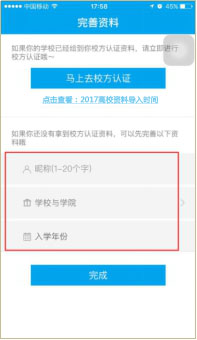 中国移动
17:58
45%
完善资料
如果你的学校已经给到你校方认证资料，请立即进行
校方认证哦~
马上去校方认证
点击查看：2017高校资料导入时间
如果你还没有拿到校方认证资料，可以先完善以下资
料哦
昵称(1-20个字)
学校与学院
入学年份
完成